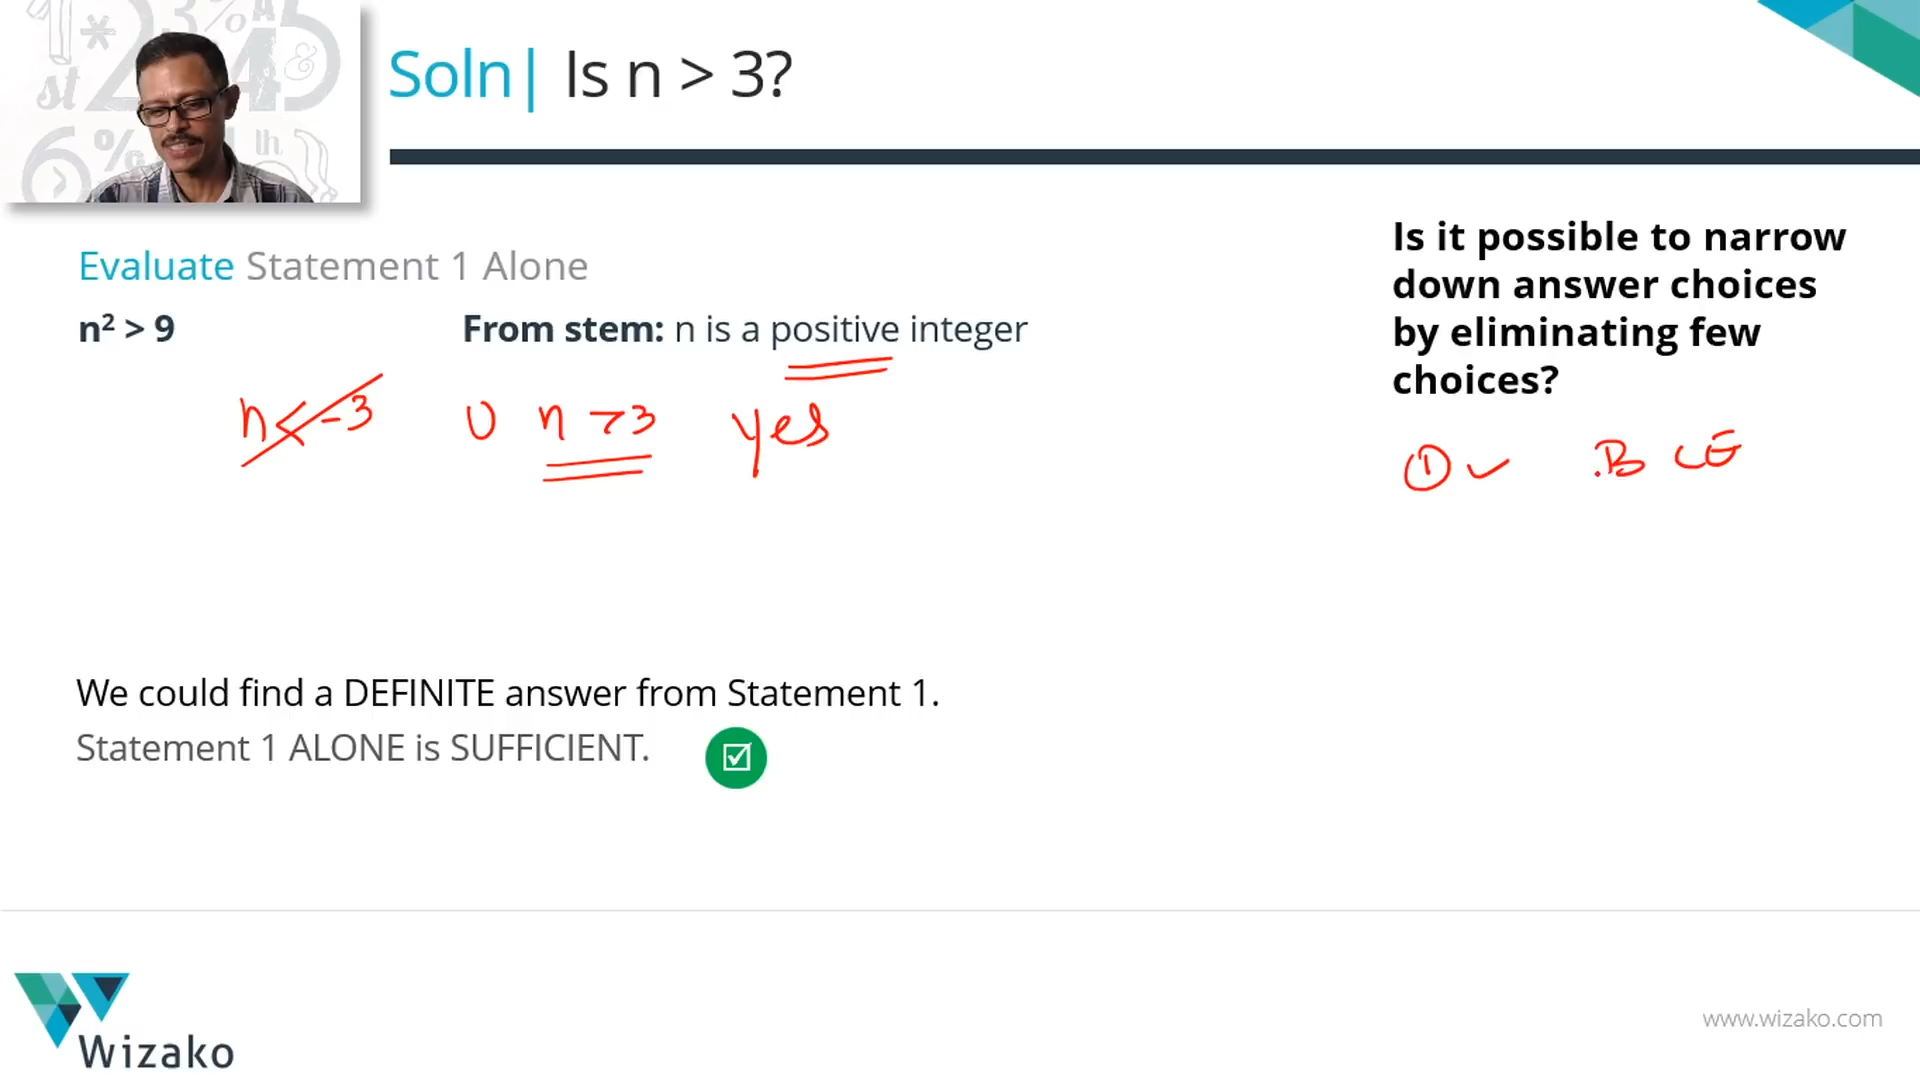 Soln| Is n > 3?
Evaluate Statement 1 Alone
n² > 9 From stem: n is a positive integer
n<-3 U n >3 yes
Is it possible to narrow
down answer choices
by eliminating few
choices?
① ✓ B C E
We could find a DEFINITE answer from Statement 1.
Statement 1 ALONE is SUFFICIENT.
Wizako
www.wizako.com